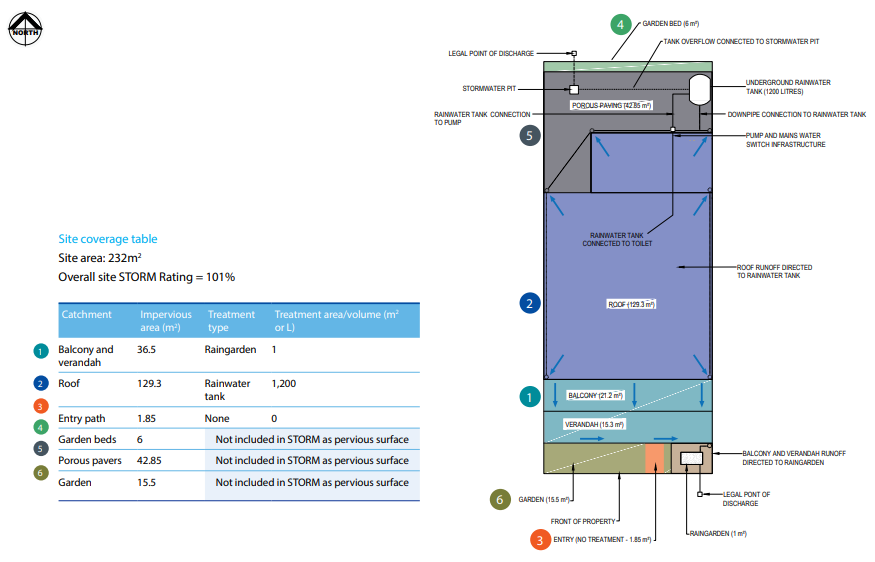 NORTH
Site coverage table
Site area: 232m²
Overall site STORM Rating = 101%
Catchment Impervious area (m²) Treatment type Treatment area/volume (m² or L)
1 Balcony and verandah 36.5 Raingarden 1
2 Roof 129.3 Rainwater tank 1,200
3 Entry path 1.85 None 0
4 Garden beds 6 Not included in STORM as pervious surface
5 Porous pavers 42.85 Not included in STORM as pervious surface
6 Garden 15.5 Not included in STORM as pervious surface
4 GARDEN BED (6 m²)
TANK OVERFLOW CONNECTED TO STORMWATER PIT
LEGAL POINT OF DISCHARGE
STORMWATER PIT
UNDERGROUND RAINWATER
TANK (1200 LITRES)
POROUS PAVING (42.85 m²)
RAINWATER TANK CONNECTION
TO PUMP
DOWNPIPE CONNECTION TO RAINWATER TANK
5
PUMP AND MAINS WATER
SWITCH INFRASTRUCTURE
RAINWATER TANK
CONNECTED TO TOILET
ROOF RUNOFF DIRECTED
TO RAINWATER TANK
2
ROOF (129.3 m²)
1
BALCONY (21.2 m²)
VERANDAH (15.3 m²)
BALCONY AND VERANDAH RUNOFF
DIRECTED TO RAINGARDEN
6 GARDEN (15.5 m²)
LEGAL PONT OF
DISCHARGE
FRONT OF PROPERTY
3 ENTRY (NO TREATMENT - 1.85 m²)
RAINGARDEN (1 m²)